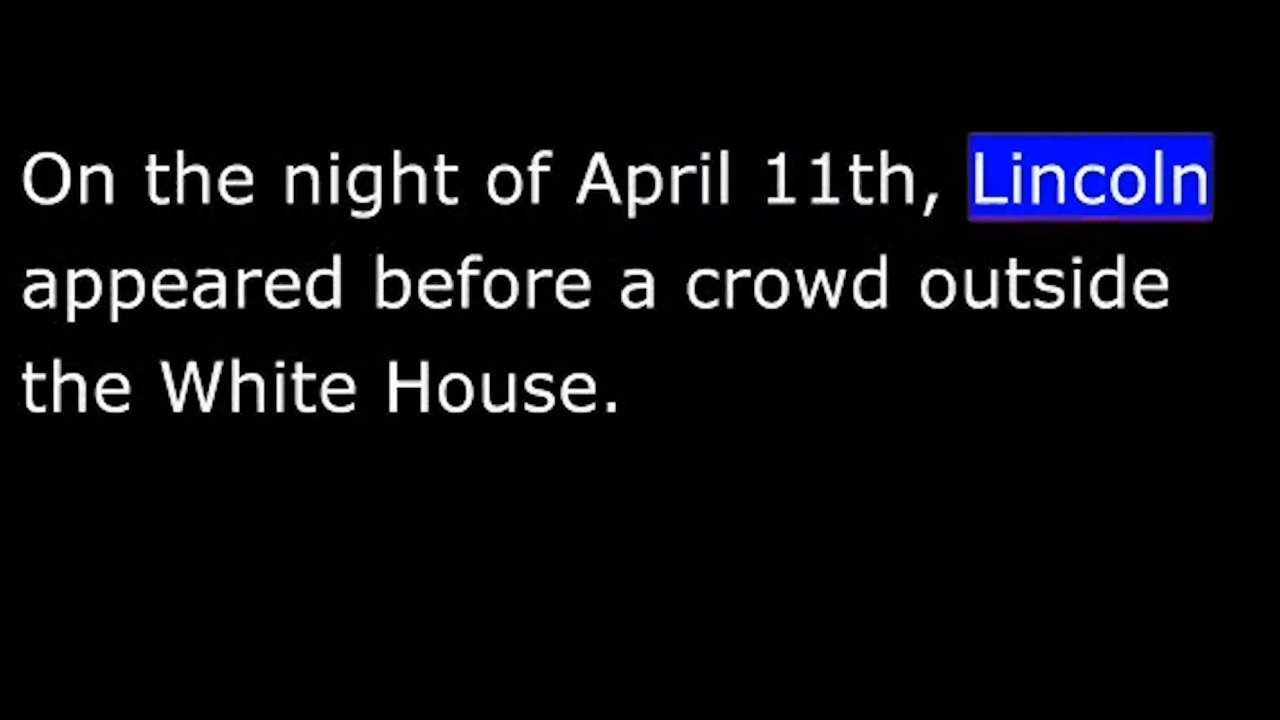 On the night of April 11th, Lincoln
appeared before a crowd outside
the White House.